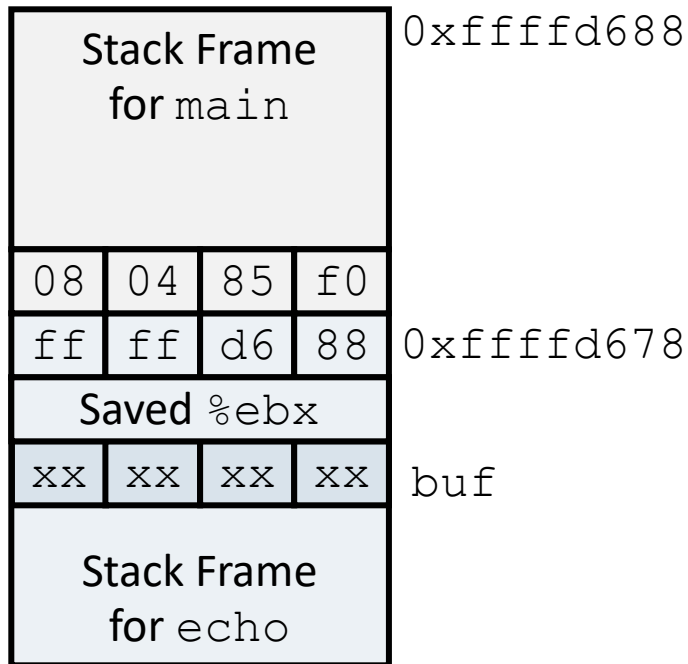 Stack Frame
for main
0xffffd688
08 04 85 f0
ff ff d6 88
0xffffd678
Saved %ebx
xx xx xx xx
buf
Stack Frame
for echo